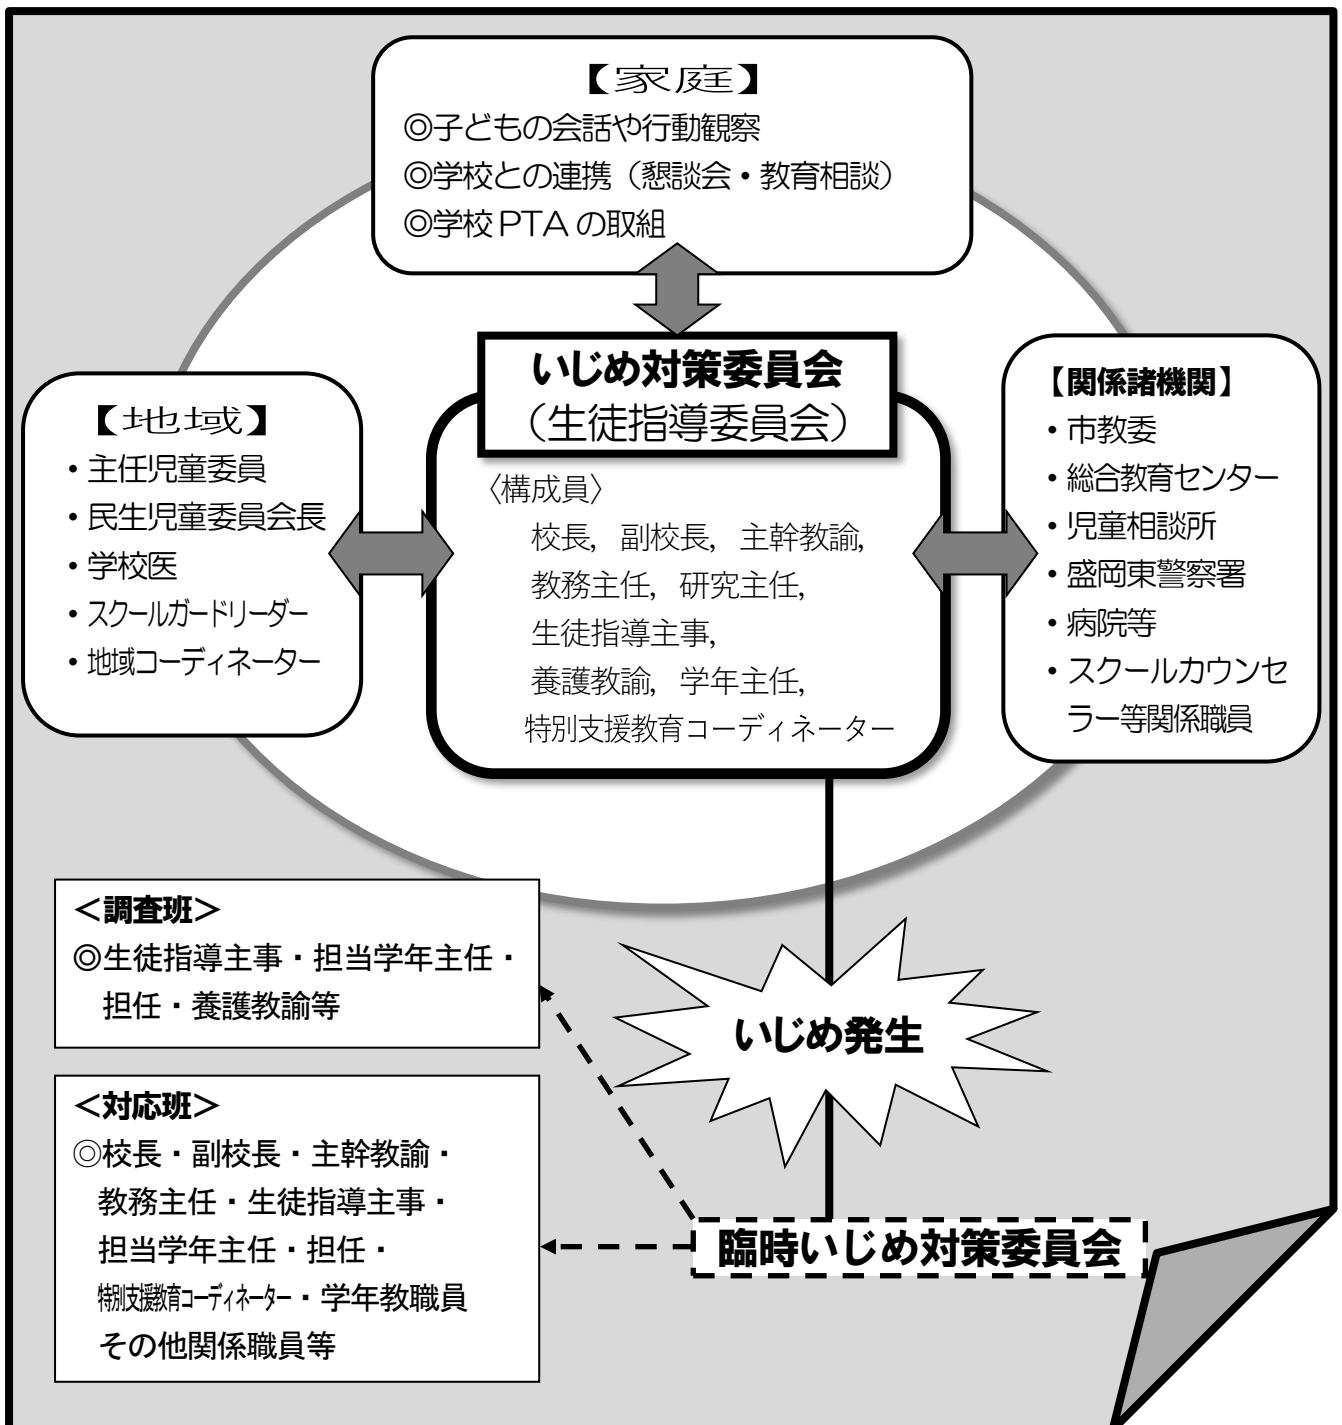 【家庭】
◎子どもの会話や行動観察
◎学校との連携（懇談会・教育相談）
◎学校PTAの取組
いじめ対策委員会
（生徒指導委員会）
〈構成員〉
校長，副校長，主幹教諭，
教務主任，研究主任，
生徒指導主事，
養護教諭，学年主任，
特別支援教育コーディネーター
【地域】
・主任児童委員
・民生児童委員会長
・学校医
・スクールガードリーダー
・地域コーディネーター
【関係諸機関】
・市教委
・総合教育センター
・児童相談所
・盛岡東警察署
・病院等
・スクールカウンセ
ラー等関係職員
＜調査班＞
◎生徒指導主事・担当学年主任・
担任・養護教諭等
いじめ発生
＜対応班＞
◎校長・副校長・主幹教諭・
教務主任・生徒指導主事・
担当学年主任・担任・
特別支援教育コーディネーター・学年教職員
その他関係職員等
臨時いじめ対策委員会